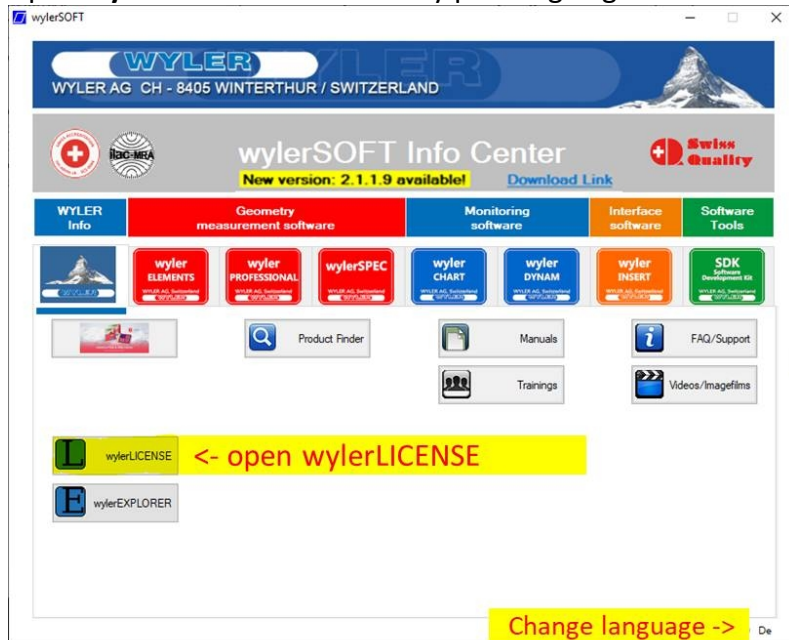 wylerSOFT
WYLER
WYLER AG CH - 8405 WINTERTHUR / SWITZERLAND
ilac-MRA
wylerSOFT Info Center
New version: 2.1.1.9 available!
Download Link
Swiss
Quality
WYLER
Info
Geometry
measurement software
Monitoring
software
Interface
software
Software
Tools
wyler
ELEMENTS
wyler
PROFESSIONAL
wylerSPEC
wyler
CHART
wyler
DYNAM
wyler
INSERT
SDK
Software
Development Kit
Product Finder
Manuals
FAQ/Support
Trainings
Videos/Imagefilms
L wylerLICENSE
<- open wylerLICENSE
E wylerEXPLORER
Change language ->
De